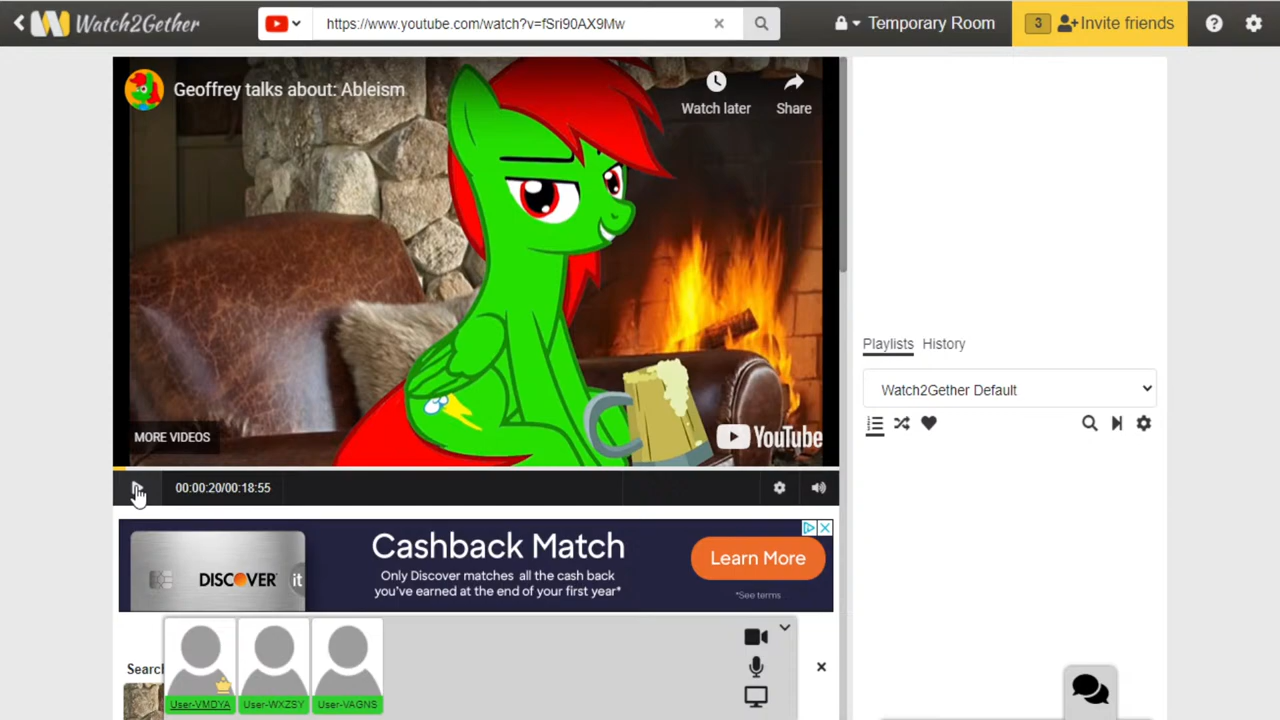 Watch2Gether
https://www.youtube.com/watch?v=fSri90AX9Mw
Temporary Room
3
Invite friends
Geoffrey talks about: Ableism
Watch later
Share
MORE VIDEOS
YouTube
00:00:20/00:18:55
Playlists
History
Watch2Gether Default
DISCOVER it
Cashback Match
Only Discover matches all the cash back
you've earned at the end of your first year*
Learn More
*See terms
Searc
User-VMDYA
User-WXZSY
User-VAGNS